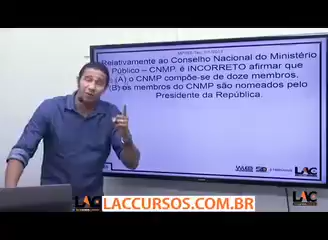 Relativamente ao Conselho Nacional do Ministério
Público – CNMP, é INCORRETO afirmar que
(A) o CNMP compõe-se de doze membros.
(B) os membros do CNMP são nomeados pelo
Presidente da República.
LAC
LAC
LACCURSOS.COM.BR